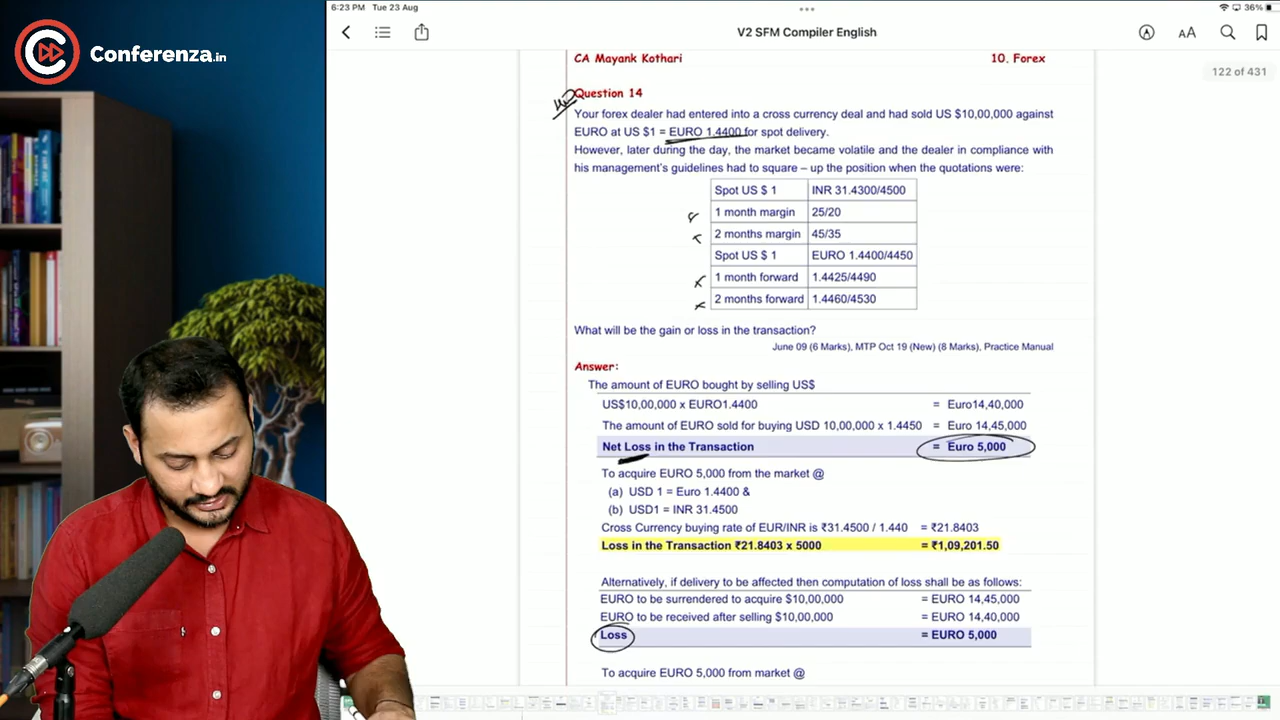 6:23 PM Tue 23 Aug
36%
Conferenza.in
V2 SFM Compiler English
AA
CA Mayank Kothari
10. Forex
122 of 431
Question 14
Your forex dealer had entered into a cross currency deal and had sold US $10,00,000 against
EURO at US $1 = EURO 1.4400 for spot delivery.
However, later during the day, the market became volatile and the dealer in compliance with
his management's guidelines had to square – up the position when the quotations were:
Spot US $ 1 INR 31.4300/4500
1 month margin 25/20
2 months margin 45/35
Spot US $ 1 EURO 1.4400/4450
1 month forward 1.4425/4490
2 months forward 1.4460/4530
What will be the gain or loss in the transaction?
June 09 (6 Marks), MTP Oct 19 (New) (8 Marks), Practice Manual
Answer:
The amount of EURO bought by selling US$
US$10,00,000 x EURO1.4400 = Euro14,40,000
The amount of EURO sold for buying USD 10,00,000 x 1.4450 = Euro 14,45,000
Net Loss in the Transaction = Euro 5,000
To acquire EURO 5,000 from the market @
(a) USD 1 = Euro 1.4400 &
(b) USD1 = INR 31.4500
Cross Currency buying rate of EUR/INR is ₹31.4500 / 1.440 = ₹21.8403
Loss in the Transaction ₹21.8403 x 5000 = ₹1,09,201.50
Alternatively, if delivery to be affected then computation of loss shall be as follows:
EURO to be surrendered to acquire $10,00,000 = EURO 14,45,000
EURO to be received after selling $10,00,000 = EURO 14,40,000
Loss = EURO 5,000
To acquire EURO 5,000 from market @